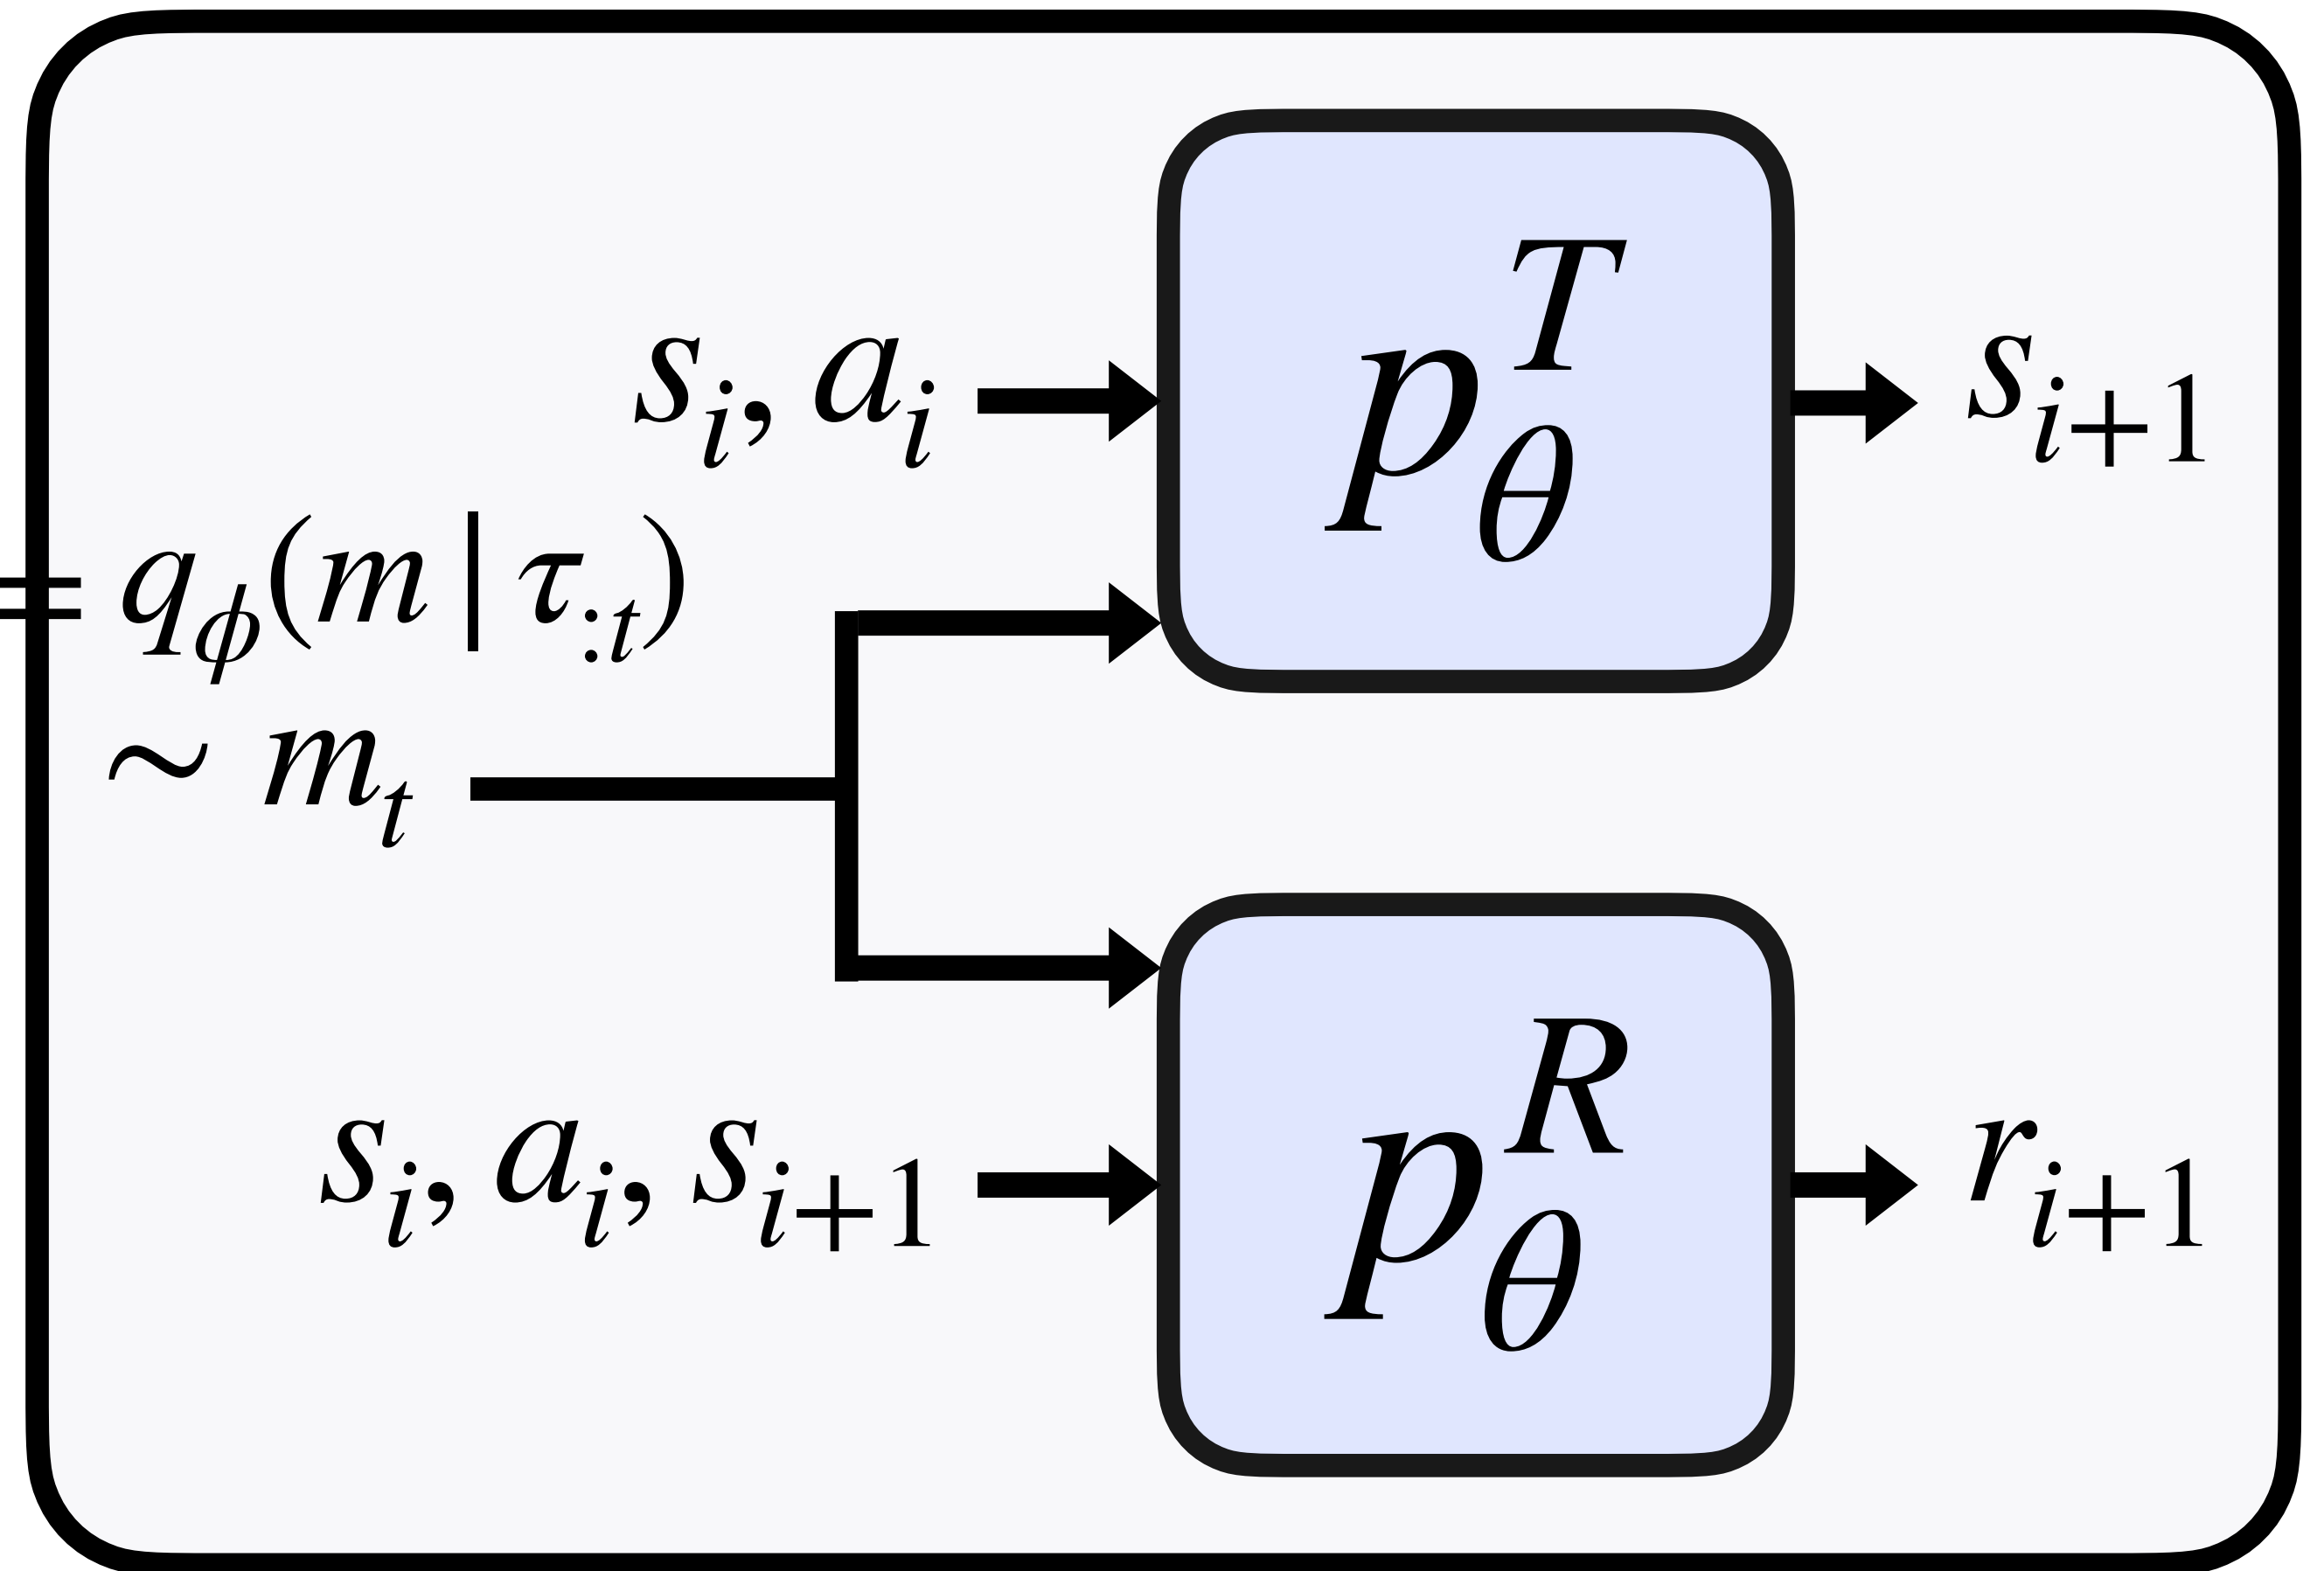 s_i, a_i
p_θ^T
s_{i+1}
= q_ϕ(m | τ_{:t})
~ m_t
s_i, a_i, s_{i+1}
p_θ^R
r_{i+1}